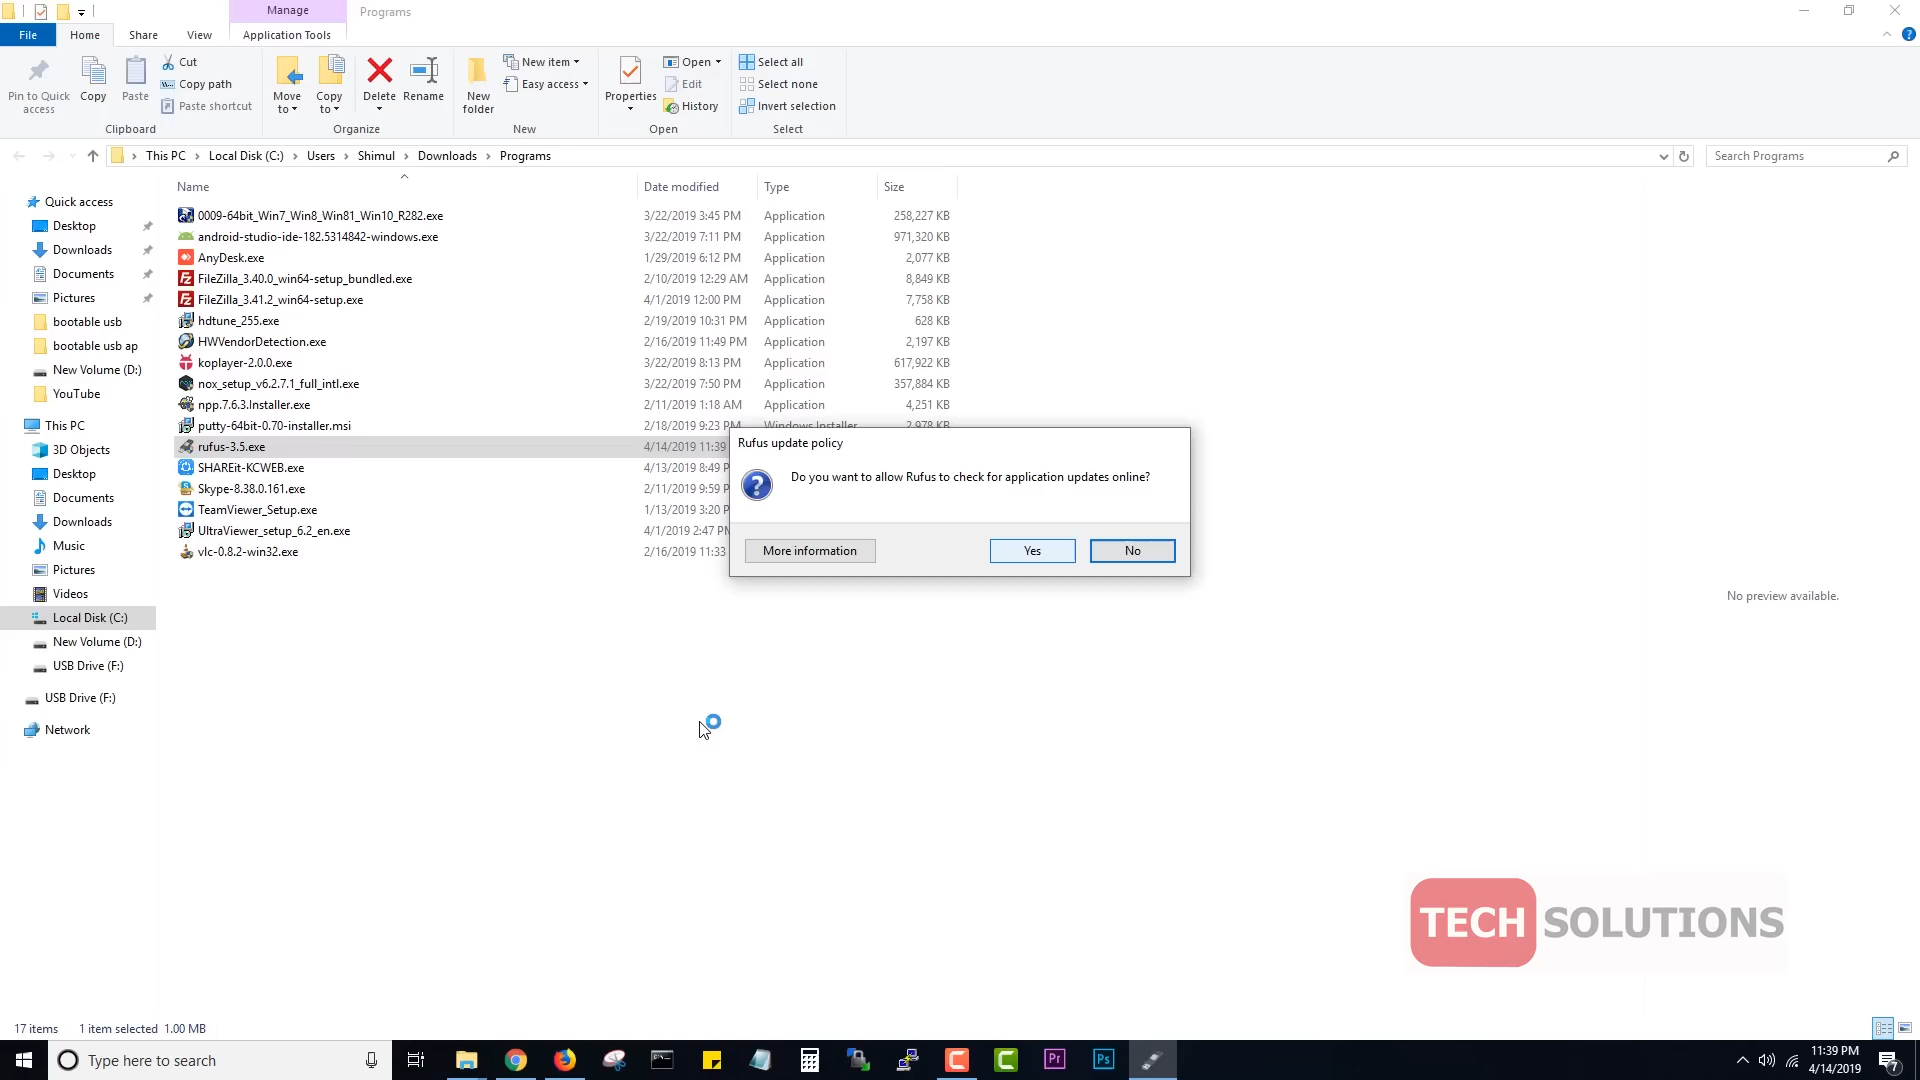 Manage
Programs
File
Home
Share
View
Application Tools
Pin to Quick access
Copy
Paste
Cut
Copy path
Paste shortcut
Clipboard
Move to
Copy to
Delete
Rename
Organize
New folder
New item
Easy access
New
Properties
Open
Edit
History
Open
Select all
Select none
Invert selection
Select
This PC > Local Disk (C:) > Users > Shimul > Downloads > Programs
Search Programs
Quick access
Desktop
Downloads
Documents
Pictures
bootable usb
bootable usb ap
New Volume (D:)
YouTube
This PC
3D Objects
Desktop
Documents
Downloads
Music
Pictures
Videos
Local Disk (C:)
New Volume (D:)
USB Drive (F:)
USB Drive (F:)
Network
Name Date modified Type Size
0009-64bit_Win7_Win8_Win81_Win10_R282.exe 3/22/2019 3:45 PM Application 258,227 KB
android-studio-ide-182.5314842-windows.exe 3/22/2019 7:11 PM Application 971,320 KB
AnyDesk.exe 1/29/2019 6:12 PM Application 2,077 KB
FileZilla_3.40.0_win64-setup_bundled.exe 2/10/2019 12:29 AM Application 8,849 KB
FileZilla_3.41.2_win64-setup.exe 4/1/2019 12:00 PM Application 7,758 KB
hdtune_255.exe 2/19/2019 10:31 PM Application 628 KB
HWVendorDetection.exe 2/16/2019 11:49 PM Application 2,197 KB
koplayer-2.0.0.exe 3/22/2019 8:13 PM Application 617,922 KB
nox_setup_v6.2.7.1_full_intl.exe 3/22/2019 7:50 PM Application 357,884 KB
npp.7.6.3.Installer.exe 2/11/2019 1:18 AM Application 4,251 KB
putty-64bit-0.70-installer.msi 2/18/2019 9:23 PM Windows Installer 2,978 KB
rufus-3.5.exe 4/14/2019 11:39
SHAREit-KCWEB.exe 4/13/2019 8:49 P
Skype-8.38.0.161.exe 2/11/2019 9:59 P
TeamViewer_Setup.exe 1/13/2019 3:20 P
UltraViewer_setup_6.2_en.exe 4/1/2019 2:47 PM
vlc-0.8.2-win32.exe 2/16/2019 11:33
Rufus update policy
Do you want to allow Rufus to check for application updates online?
More information
Yes
No
No preview available.
TECH SOLUTIONS
17 items 1 item selected 1.00 MB
Type here to search
Pr
Ps
11:39 PM
4/14/2019
7